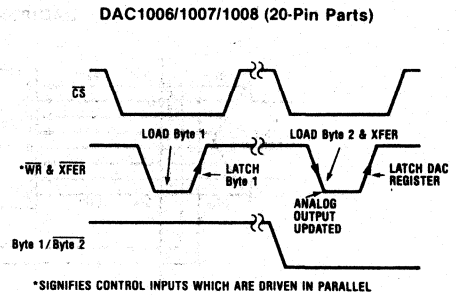 DAC1006/1007/1008 (20-Pin Parts)
CS
LOAD Byte 1
LOAD Byte 2 & XFER
*WR & XFER
LATCH
Byte 1
LATCH DAC
REGISTER
ANALOG
OUTPUT
UPDATED
Byte 1/Byte 2
*SIGNIFIES CONTROL INPUTS WHICH ARE DRIVEN IN PARALLEL